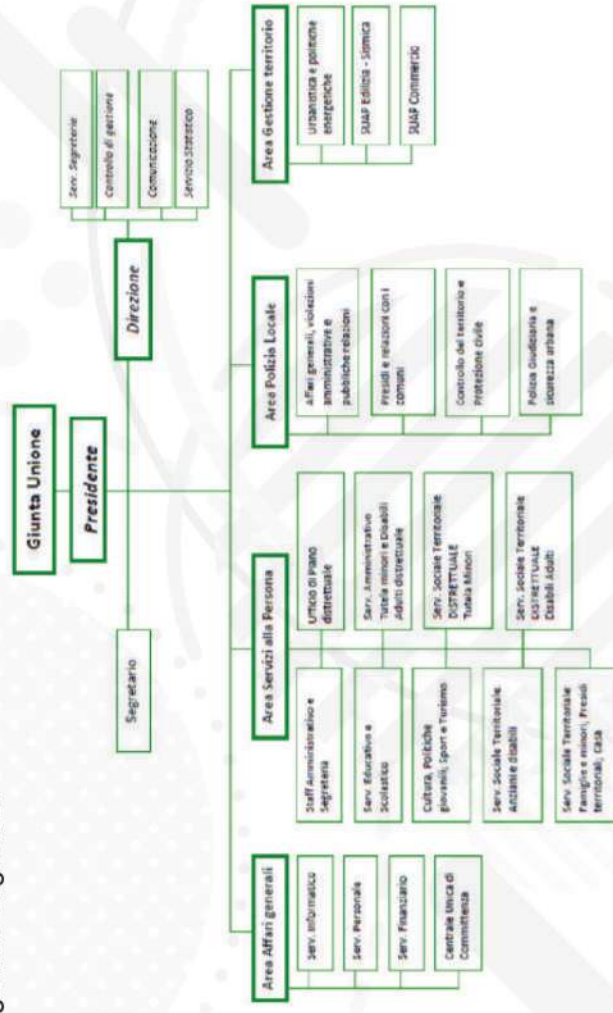 Giunta Unione
Presidente
Segretario
Direzione
Serv. Segreterie
Controllo di gestione
Comunicazione
Servizio Statistico
Area Affari generali
Serv. Informatico
Serv. Personale
Serv. Finanziario
Centrale Unica di
Committenza
Area Servizi alla Persona
Staff Amministrativo e
Segreteria
Serv. Educativo e
Scolastico
Cultura, Politiche
giovanili, Sport e Turismo
Serv. Sociale Territoriale
Anziani e disabili
Serv. Sociale Territoriale
Famiglie e minori, Presidi
territoriali, casa
Ufficio di Piano
distrettuale
Serv. Amministrativo
Tutela minori e Disabili
Adulti distrettuale
Serv. Sociale Territoriale
DISTRETTUALE
Tutela Minori
Serv. Sociale Territoriale
DISTRETTUALE
Disabili Adulti
Area Polizia Locale
Affari generali, violazioni
amministrative e
pubbliche relazioni
Presidi e relazioni con i
comuni
Controllo del territorio e
Protezione civile
Polizia Giudiziaria e
sicurezza urbana
Area Gestione territorio
Urbanistica e politiche
energetiche
SUAP Edilizia - Sismica
SUAP Commercio